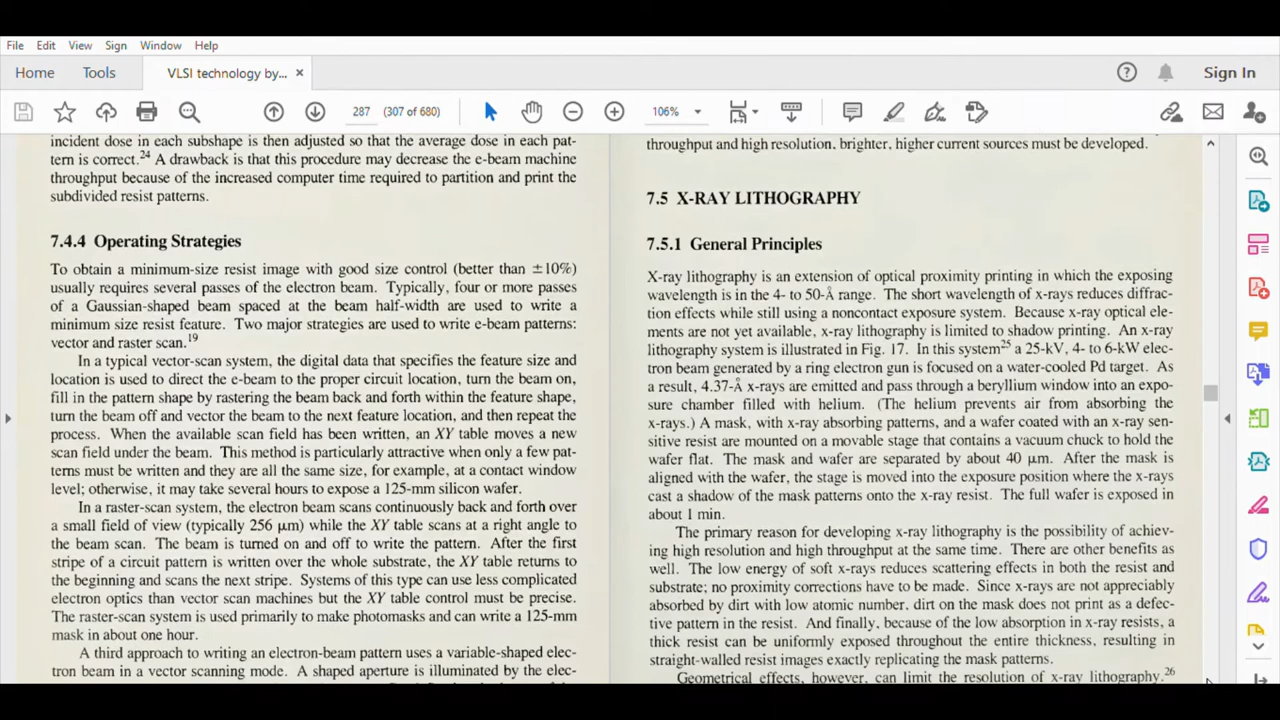 File Edit View Sign Window Help
Home Tools VLSI technology by... × Sign In
287 (307 of 680) 106%
incident dose in each subshape is then adjusted so that the average dose in each pat-
tern is correct.24 A drawback is that this procedure may decrease the e-beam machine
throughput because of the increased computer time required to partition and print the
subdivided resist patterns.
7.4.4 Operating Strategies
To obtain a minimum-size resist image with good size control (better than ±10%)
usually requires several passes of the electron beam. Typically, four or more passes
of a Gaussian-shaped beam spaced at the beam half-width are used to write a
minimum size resist feature. Two major strategies are used to write e-beam patterns:
vector and raster scan.19
In a typical vector-scan system, the digital data that specifies the feature size and
location is used to direct the e-beam to the proper circuit location, turn the beam on,
fill in the pattern shape by rastering the beam back and forth within the feature shape,
turn the beam off and vector the beam to the next feature location, and then repeat the
process. When the available scan field has been written, an XY table moves a new
scan field under the beam. This method is particularly attractive when only a few pat-
terns must be written and they are all the same size, for example, at a contact window
level; otherwise, it may take several hours to expose a 125-mm silicon wafer.
In a raster-scan system, the electron beam scans continuously back and forth over
a small field of view (typically 256 μm) while the XY table scans at a right angle to
the beam scan. The beam is turned on and off to write the pattern. After the first
stripe of a circuit pattern is written over the whole substrate, the XY table returns to
the beginning and scans the next stripe. Systems of this type can use less complicated
electron optics than vector scan machines but the XY table control must be precise.
The raster-scan system is used primarily to make photomasks and can write a 125-mm
mask in about one hour.
A third approach to writing an electron-beam pattern uses a variable-shaped elec-
tron beam in a vector scanning mode. A shaped aperture is illuminated by the elec-
throughput and high resolution, brighter, higher current sources must be developed.
7.5 X-RAY LITHOGRAPHY
7.5.1 General Principles
X-ray lithography is an extension of optical proximity printing in which the exposing
wavelength is in the 4- to 50-Å range. The short wavelength of x-rays reduces diffrac-
tion effects while still using a noncontact exposure system. Because x-ray optical ele-
ments are not yet available, x-ray lithography is limited to shadow printing. An x-ray
lithography system is illustrated in Fig. 17. In this system25 a 25-kV, 4- to 6-kW elec-
tron beam generated by a ring electron gun is focused on a water-cooled Pd target. As
a result, 4.37-Å x-rays are emitted and pass through a beryllium window into an expo-
sure chamber filled with helium. (The helium prevents air from absorbing the
x-rays.) A mask, with x-ray absorbing patterns, and a wafer coated with an x-ray sen-
sitive resist are mounted on a movable stage that contains a vacuum chuck to hold the
wafer flat. The mask and wafer are separated by about 40 μm. After the mask is
aligned with the wafer, the stage is moved into the exposure position where the x-rays
cast a shadow of the mask patterns onto the x-ray resist. The full wafer is exposed in
about 1 min.
The primary reason for developing x-ray lithography is the possibility of achiev-
ing high resolution and high throughput at the same time. There are other benefits as
well. The low energy of soft x-rays reduces scattering effects in both the resist and
substrate; no proximity corrections have to be made. Since x-rays are not appreciably
absorbed by dirt with low atomic number, dirt on the mask does not print as a defec-
tive pattern in the resist. And finally, because of the low absorption in x-ray resists, a
thick resist can be uniformly exposed throughout the entire thickness, resulting in
straight-walled resist images exactly replicating the mask patterns.
Geometrical effects, however, can limit the resolution of x-ray lithography.26